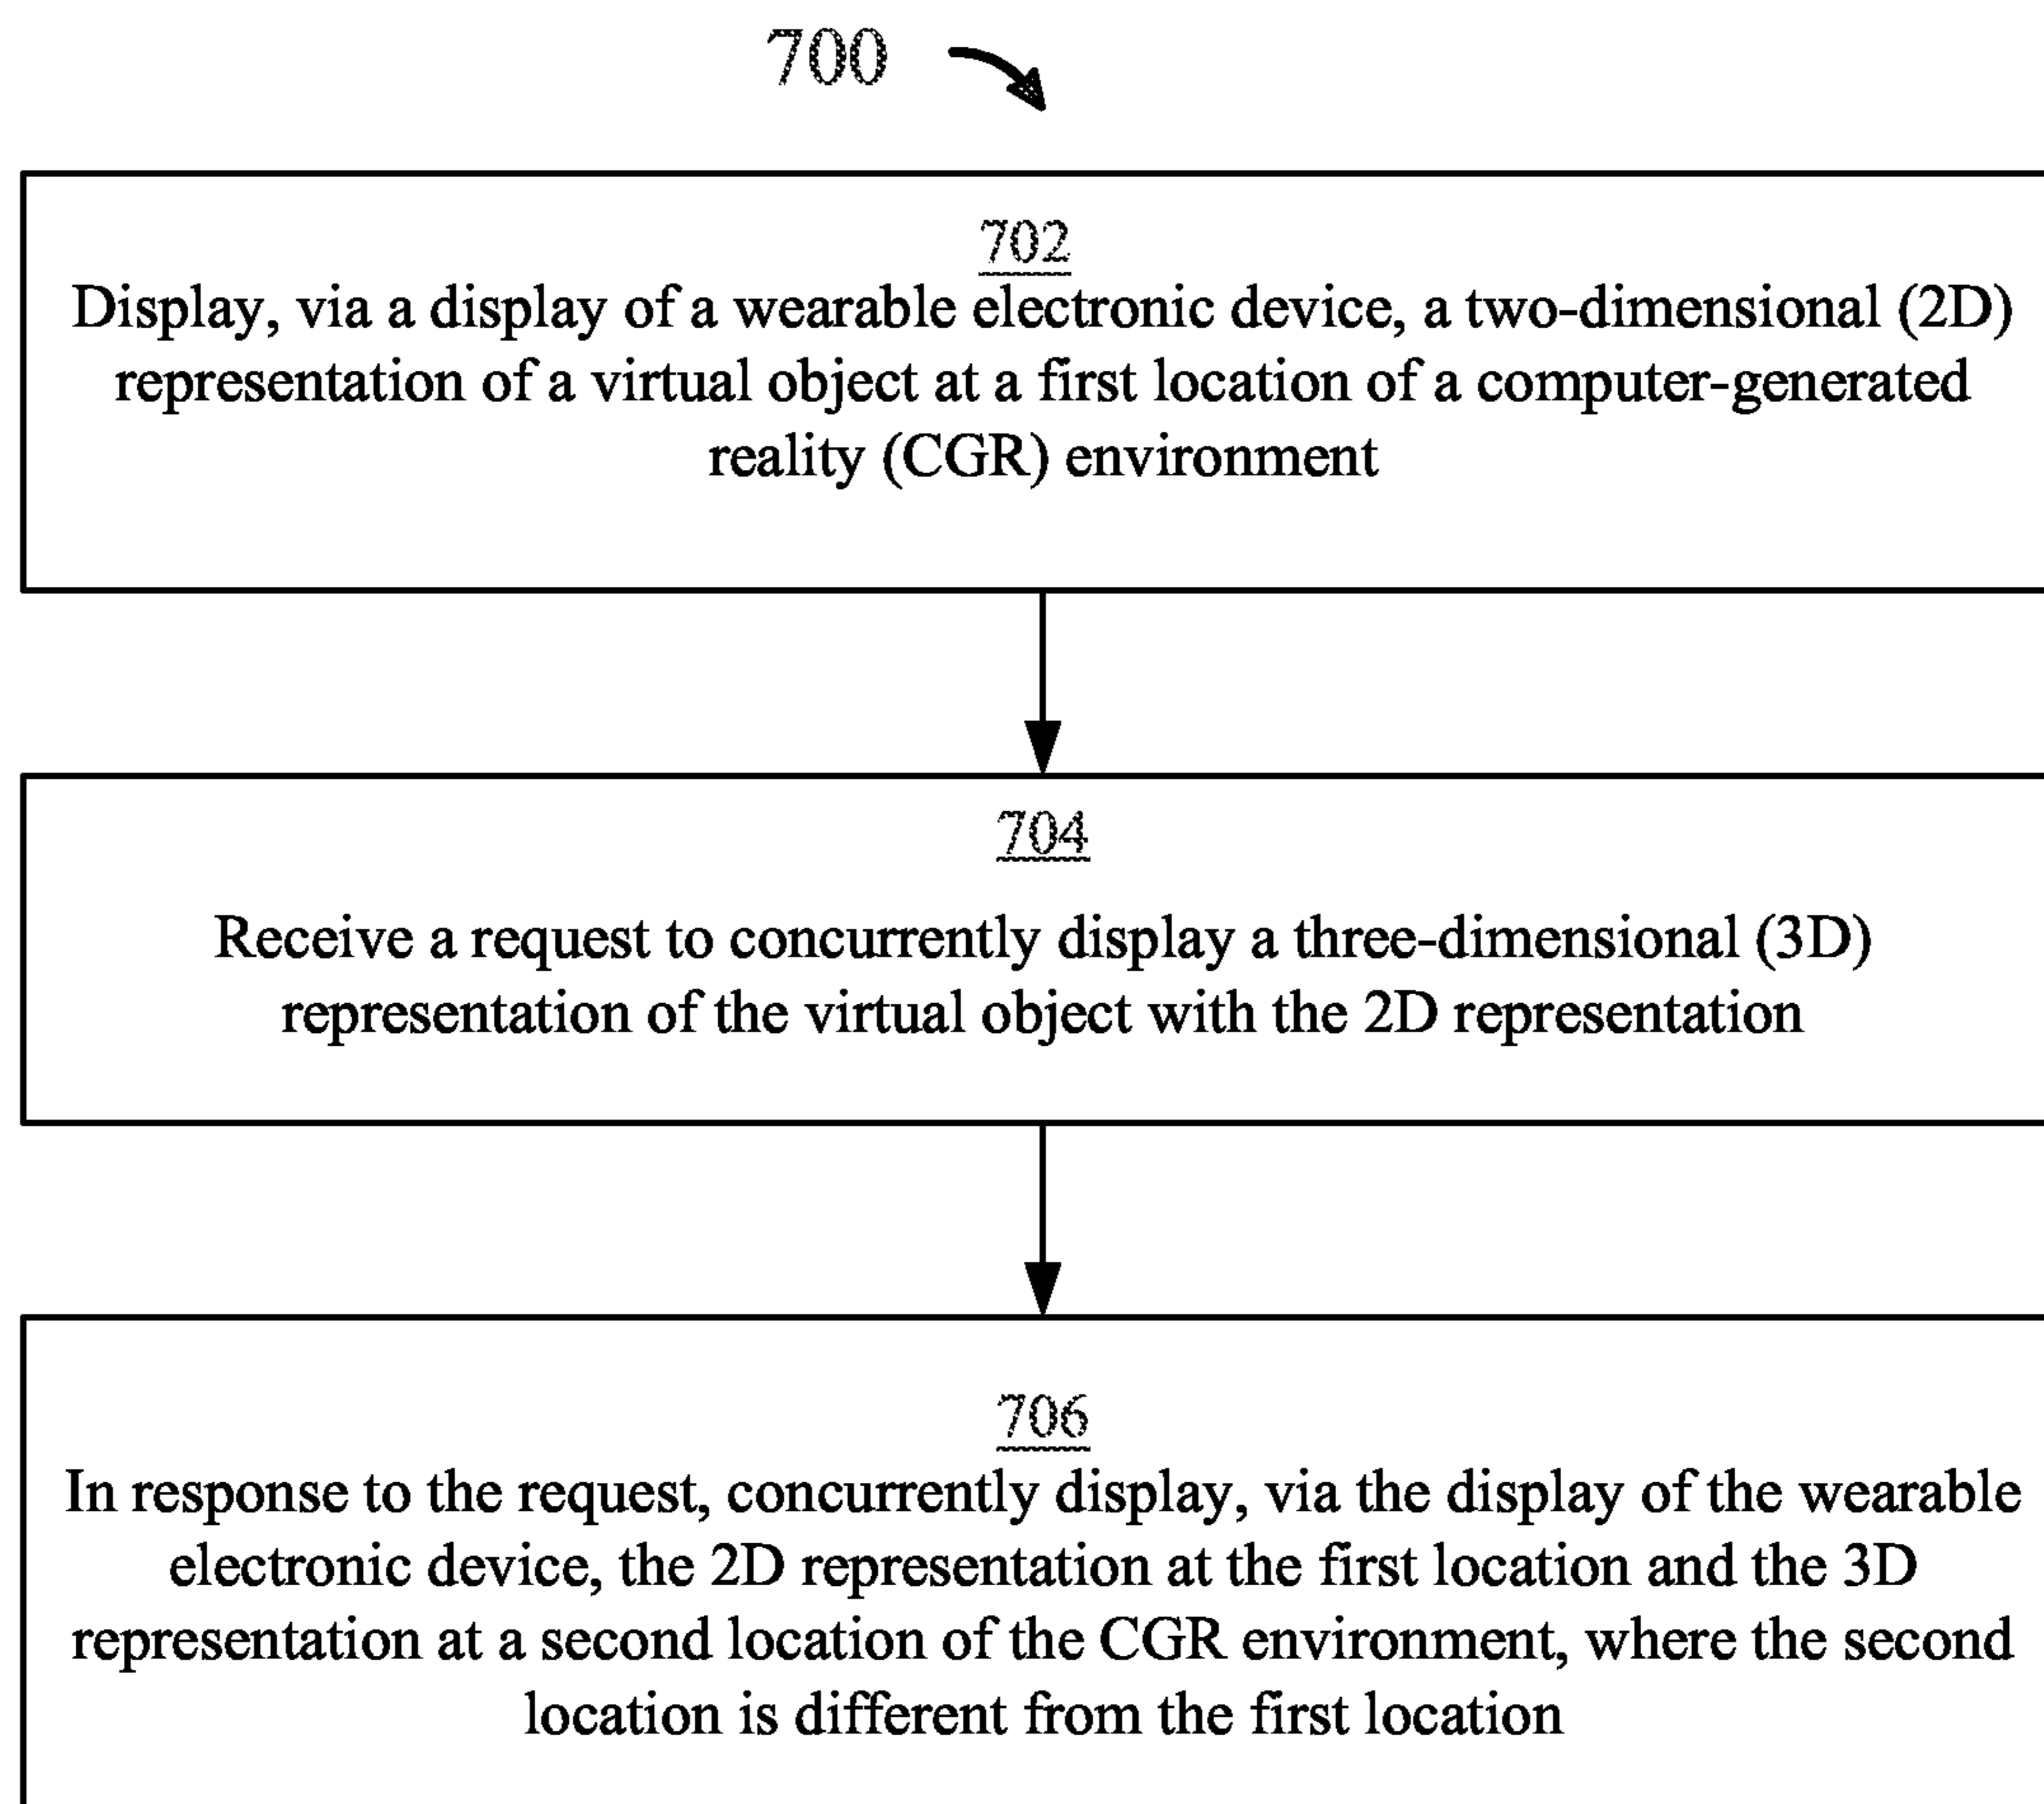 700
702
Display, via a display of a wearable electronic device, a two-dimensional (2D)
representation of a virtual object at a first location of a computer-generated
reality (CGR) environment
704
Receive a request to concurrently display a three-dimensional (3D)
representation of the virtual object with the 2D representation
706
In response to the request, concurrently display, via the display of the wearable
electronic device, the 2D representation at the first location and the 3D
representation at a second location of the CGR environment, where the second
location is different from the first location